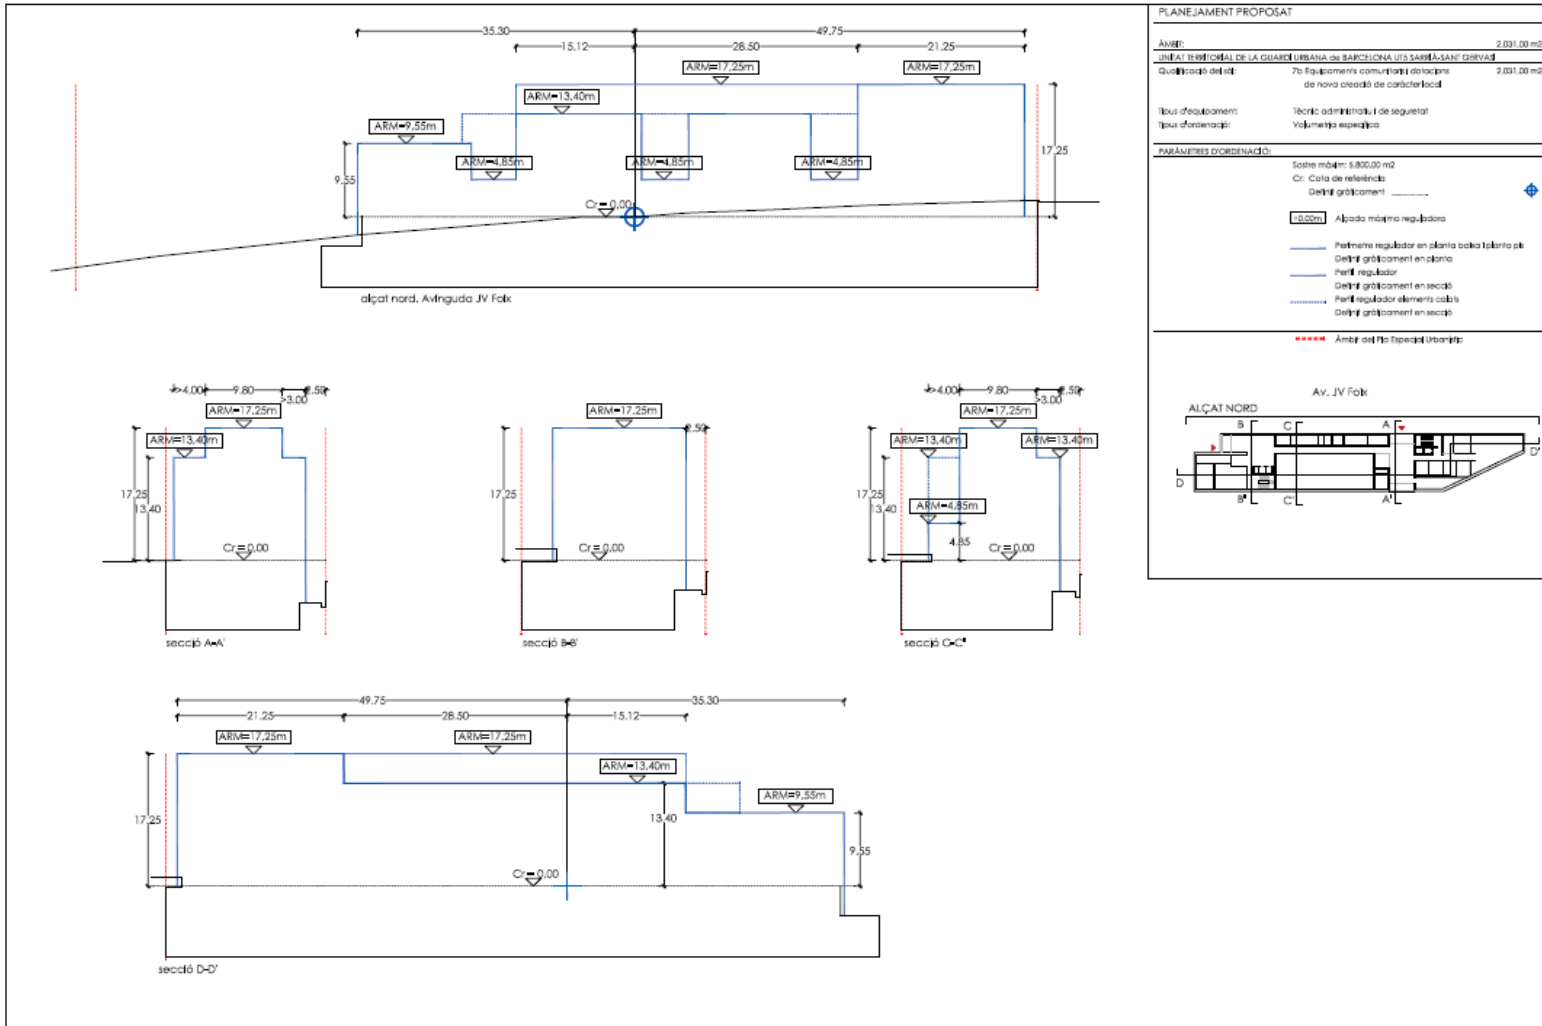 35.30
49.75
15.12
28.50
21.25
ARM=17,25m
ARM=17,25m
ARM=13,40m
ARM=9,55m
ARM=4,85m
ARM=4,85m
ARM=4,85m
9.55
17.25
Cr = 0,00
alçat nord. Avinguda JV Foix
>4.00
9.80
>3.00
2.50
ARM=17,25m
ARM=13,40m
17,25
13,40
Cr = 0,00
secció A-A'
ARM=17,25m
2.50
17,25
Cr = 0,00
secció B-B'
>4.00
9.80
>3.00
2.50
ARM=17,25m
ARM=13,40m
ARM=13,40m
17,25
13,40
ARM=4,85m
4.85
Cr = 0,00
secció C-C'
49.75
35.30
21.25
28.50
15.12
ARM=17,25m
ARM=17,25m
ARM=13,40m
ARM=9,55m
17,25
13,40
9.55
Cr = 0,00
secció D-D'
PLANEJAMENT PROPOSAT
ÀMBIT: 2.031,00 m2
UNITAT TERRITORIAL DE LA GUARDI URBANA de BARCELONA UTS SARRIÀ-SANT GERVASI
Qualificació del sòl: 7b Equipaments comunitaris i dotacions 2.031,00 m2
de nova creació de caràcter local
Tipus d'equipament: Tècnic administratiu i de seguretat
Tipus d'ordenació: Volumetria específica
PARÀMETRES D'ORDENACIÓ:
Sostre màxim: 5.800,00 m2
Cr: Cota de referència
Definit gràficament
+0,00m Alçada màxima reguladora
Perímetre regulador en planta baixa i planta pis
Definit gràficament en planta
Perfil regulador
Definit gràficament en secció
Perfil regulador elements calats
Definit gràficament en secció
Àmbit del Pla Especial Urbanístic
Av. JV Foix
ALÇAT NORD
B
C
A
D
D'
B'
C'
A'